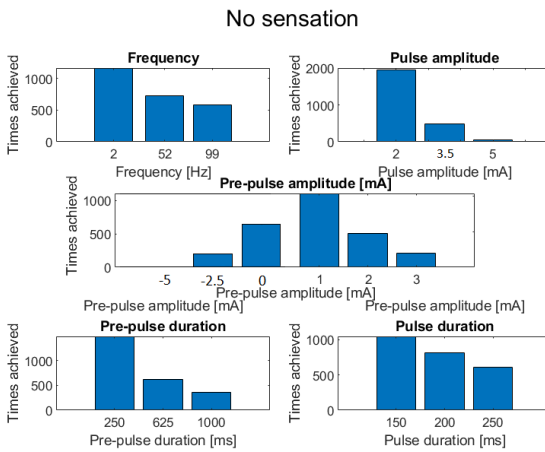 No sensation
Frequency
Times achieved
1000
500
0
2 52 99
Frequency [Hz]
Pulse amplitude
Times achieved
2000
1000
0
2 3.5 5
Pulse amplitude [mA]
Pre-pulse amplitude [mA]
Times achieved
1000
500
0
-5 -2.5 0 1 2 3
Pre-pulse amplitude [mA]
Pre-pulse amplitude [mA] Pre-pulse amplitude [mA]
Pre-pulse duration
Times achieved
1000
500
0
250 625 1000
Pre-pulse duration [ms]
Pulse duration
Times achieved
1000
500
0
150 200 250
Pulse duration [ms]